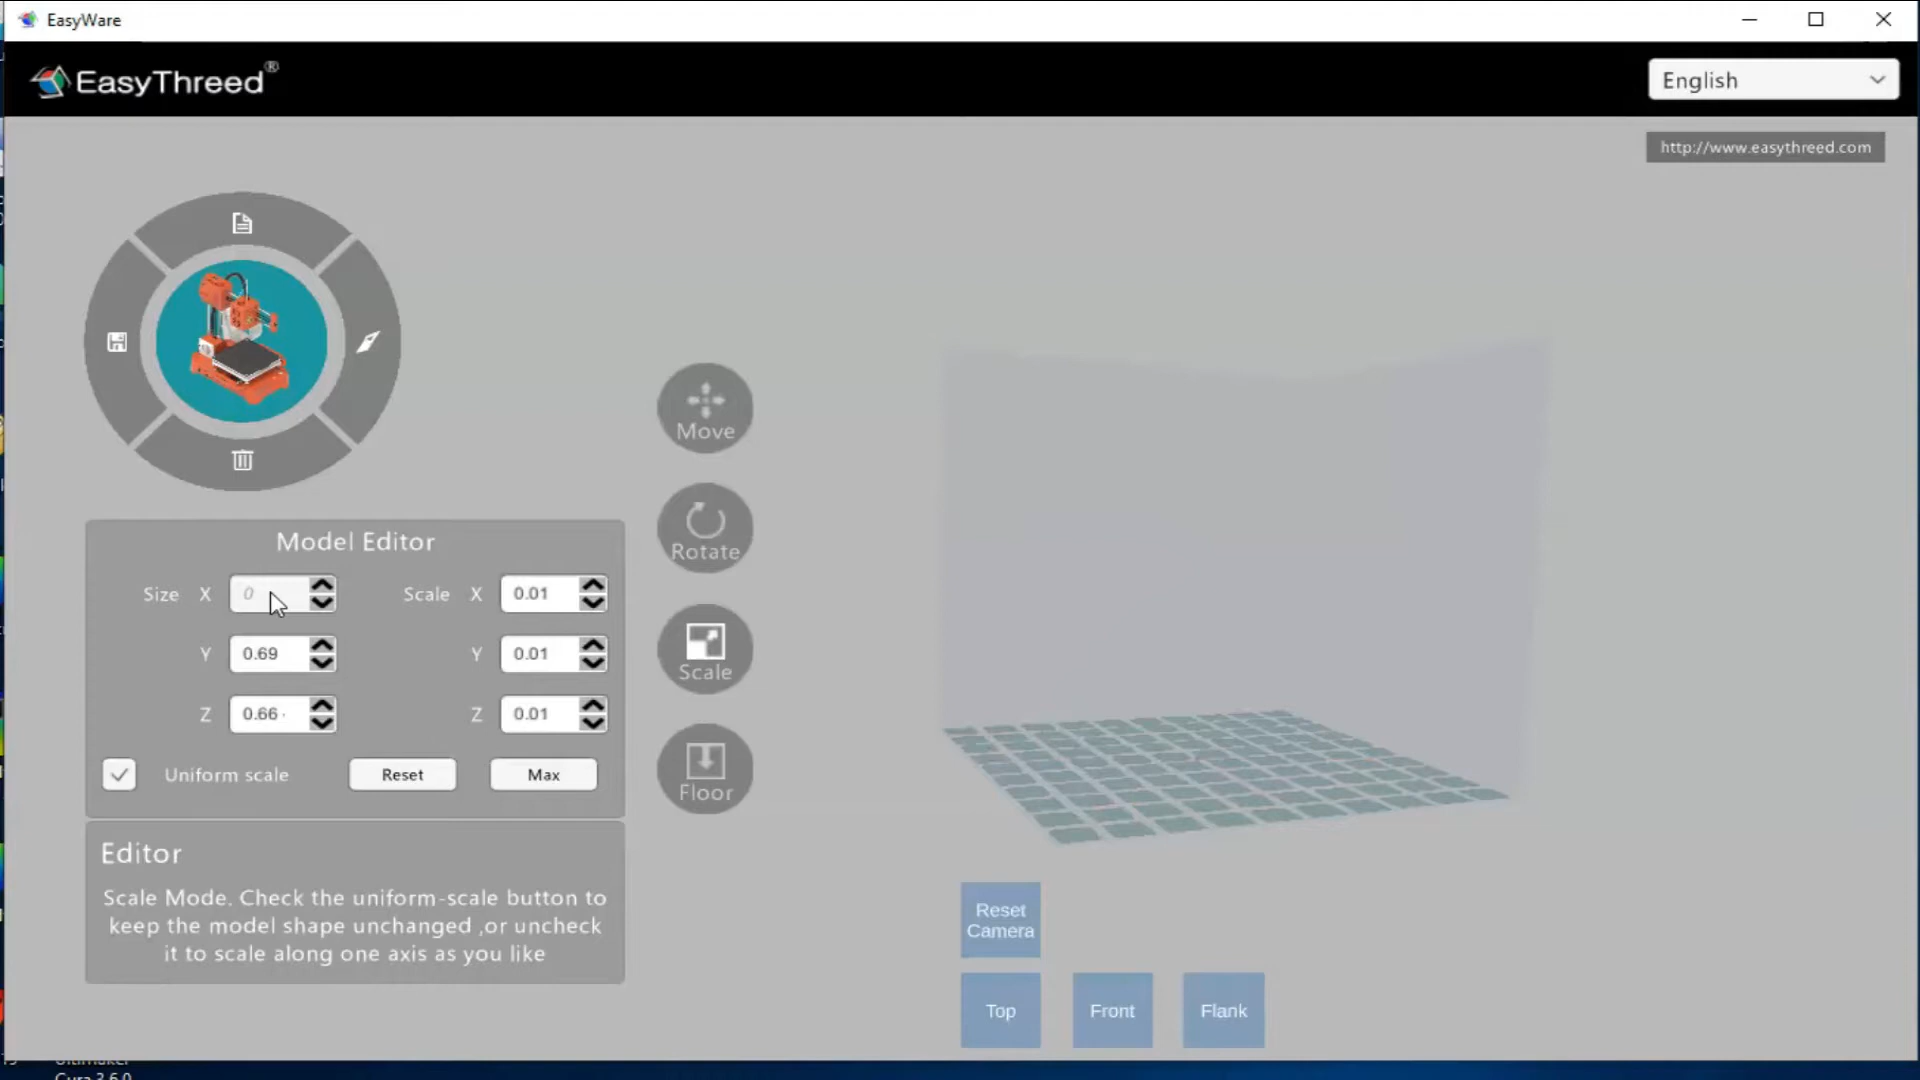 EasyWare
EasyThreed®
English
http://www.easythreed.com
Move
Rotate
Scale
Floor
Model Editor
Size X 0 Scale X 0.01
Y 0.69 Y 0.01
Z 0.66 Z 0.01
Uniform scale Reset Max
Editor
Scale Mode. Check the uniform-scale button to
keep the model shape unchanged ,or uncheck
it to scale along one axis as you like
Reset
Camera
Top Front Flank
Ultimaker
Cura 3.6.0